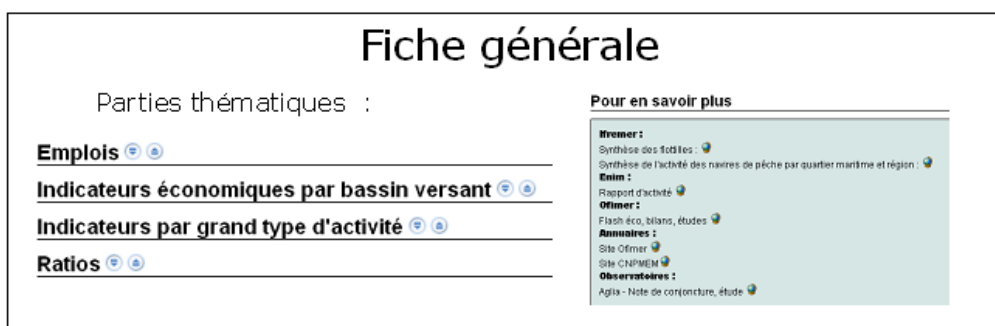 Fiche générale
Parties thématiques :
Emplois
Indicateurs économiques par bassin versant
Indicateurs par grand type d'activité
Ratios
Pour en savoir plus
Ifremer :
Synthèse des flottilles :
Synthèse de l'activité des navires de pêche par quartier maritime et région :
Enim :
Rapport d'activité
Ofimer :
Flash éco, bilans, études
Annuaires :
Site Ofimer
Site CNPMEM
Observatoires :
Aglia - Note de conjoncture, étude